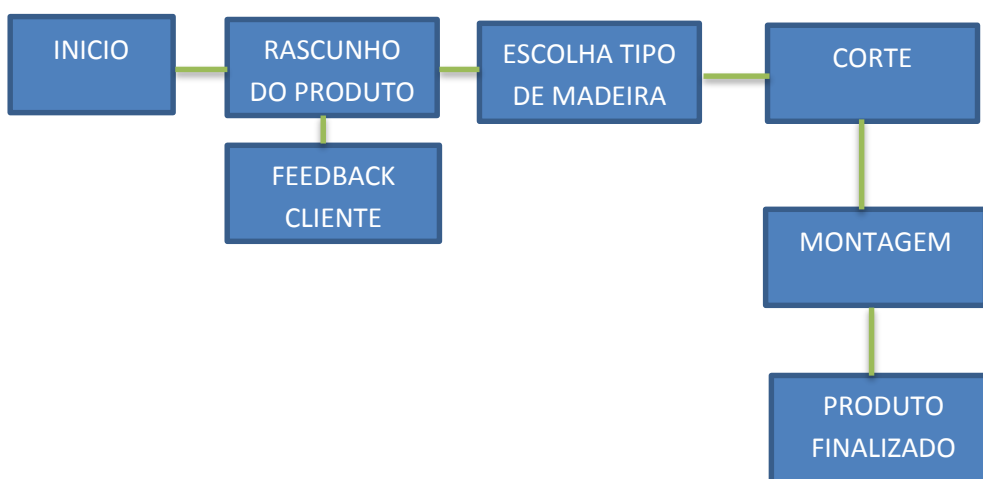 INICIO
RASCUNHO
DO PRODUTO
ESCOLHA TIPO
DE MADEIRA
CORTE
FEEDBACK
CLIENTE
MONTAGEM
PRODUTO
FINALIZADO